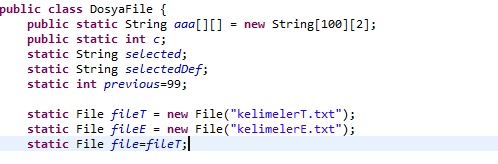 public class DosyaFile {
public static String aaa[][] = new String[100][2];
public static int c;
static String selected;
static String selectedDef;
static int previous=99;
static File fileT = new File("kelimelerT.txt");
static File fileE = new File("kelimelerE.txt");
static File file=fileT;